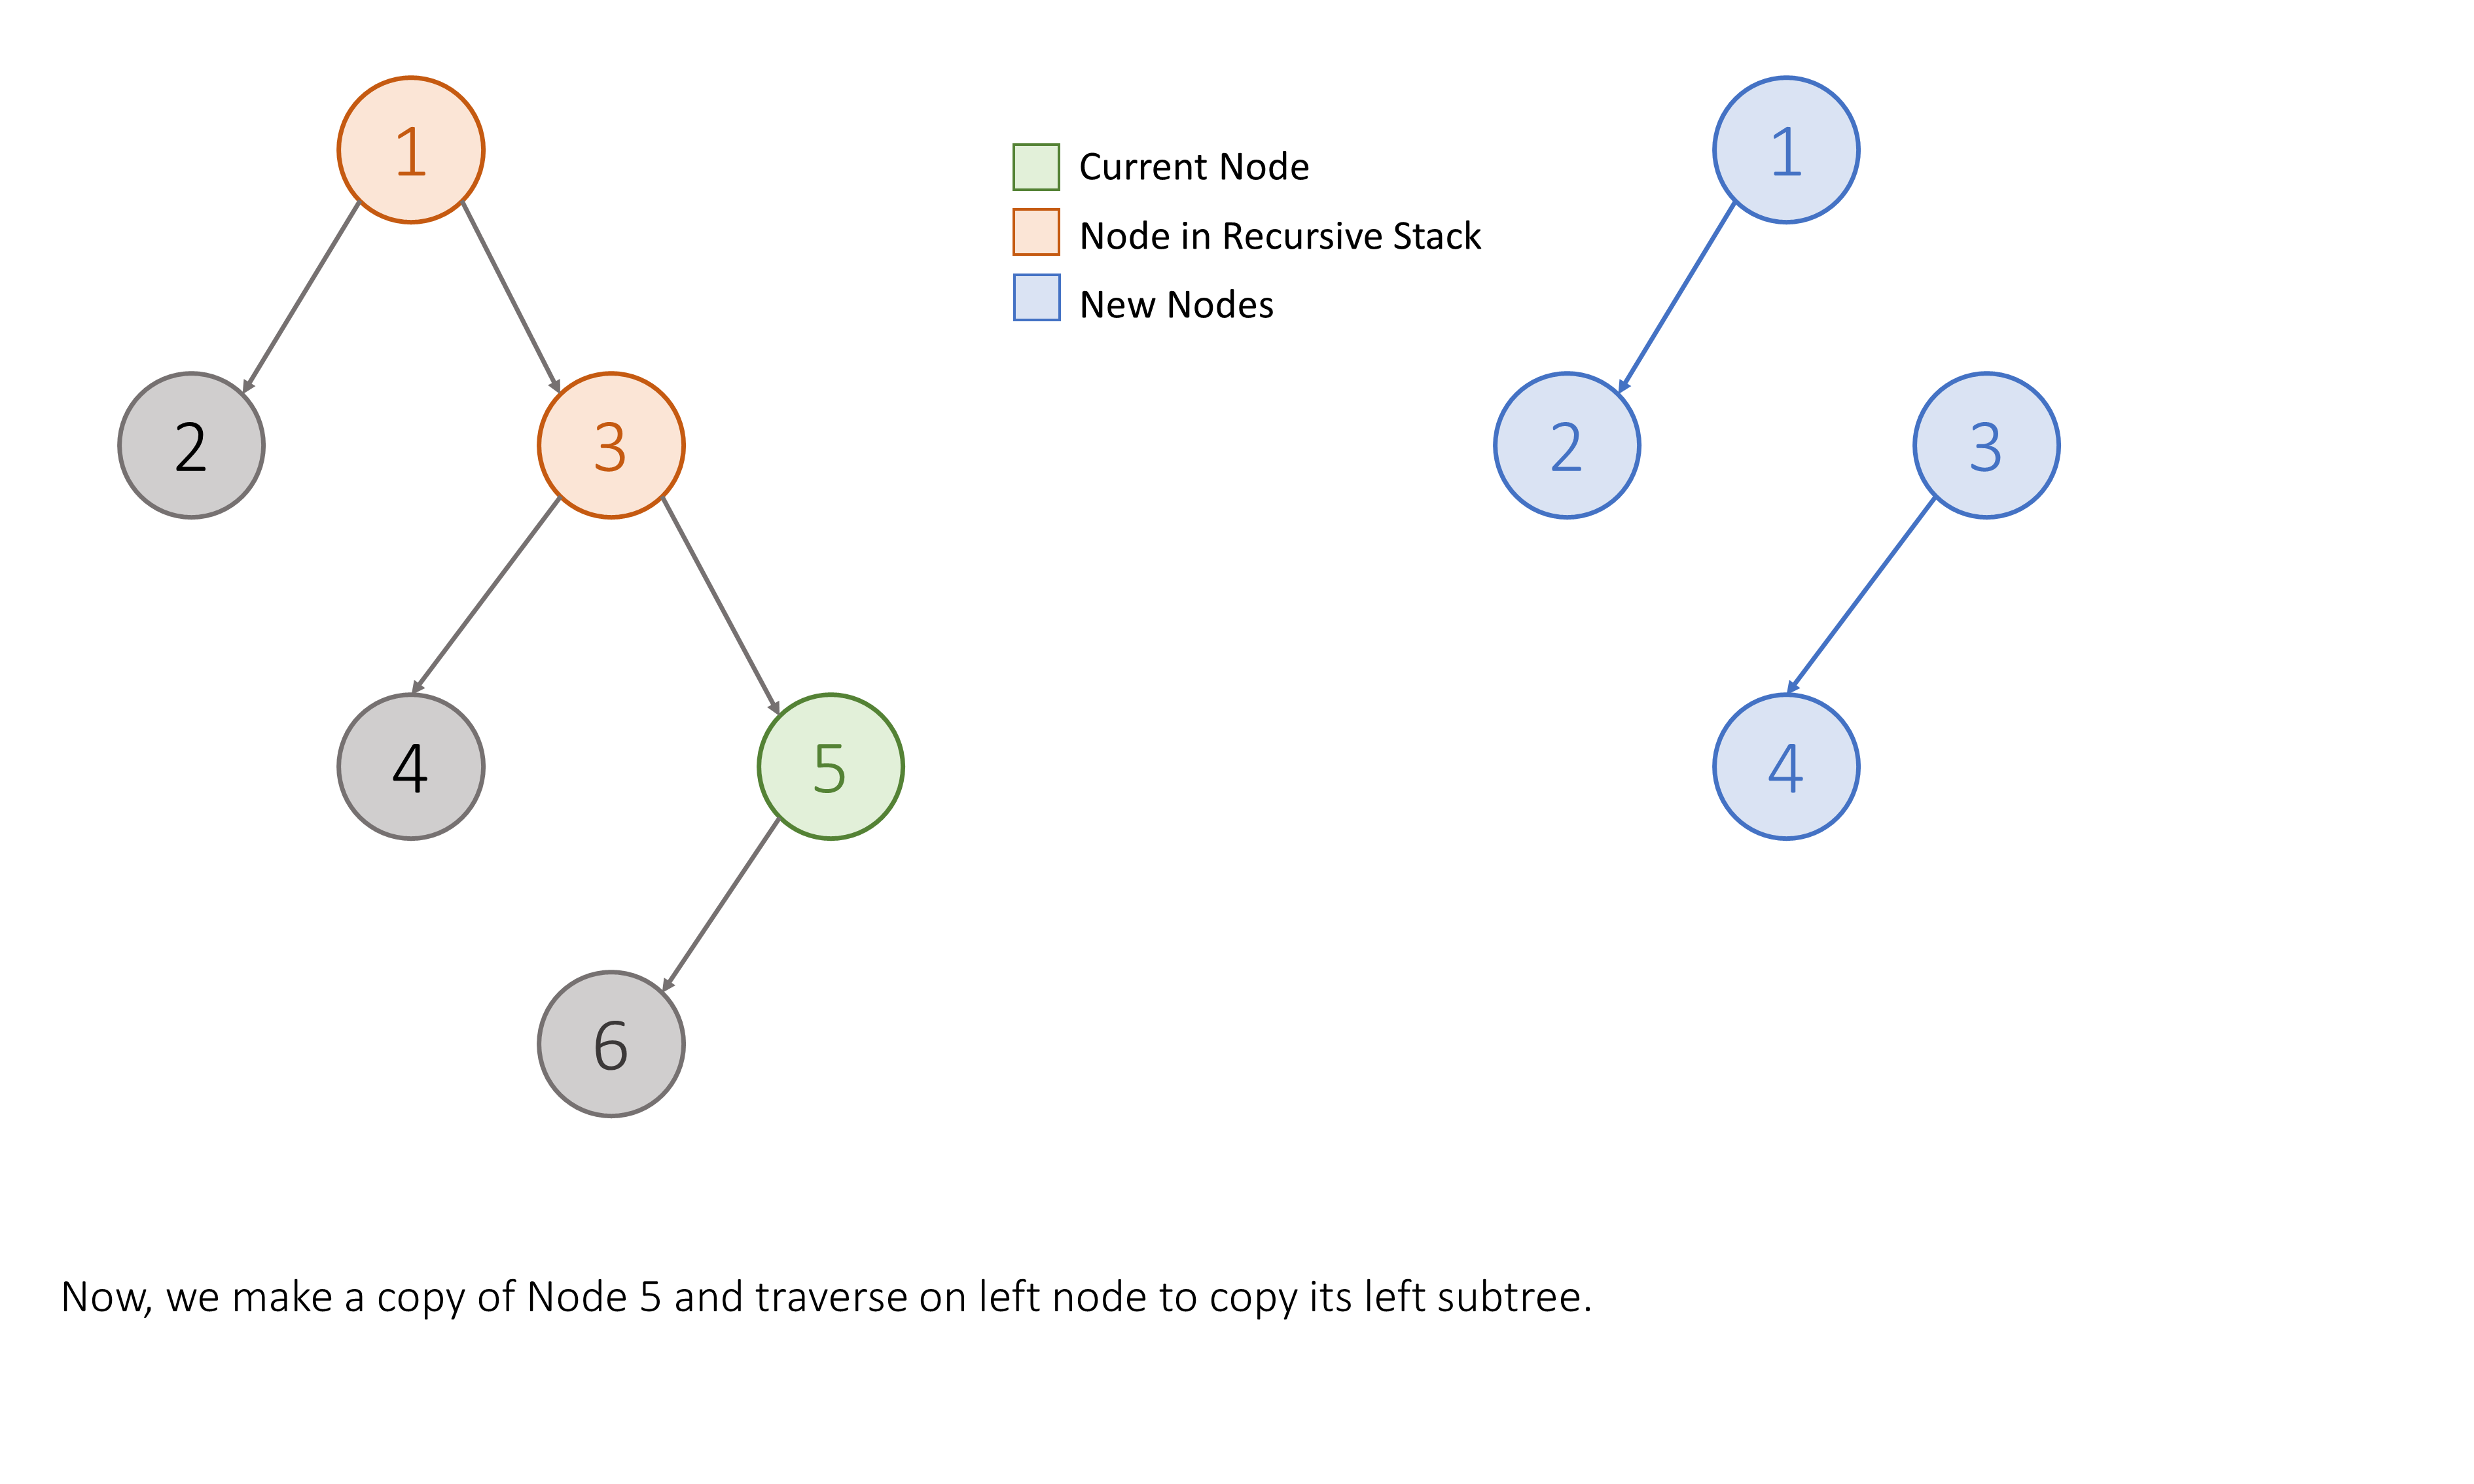 1
1
Current Node
Node in Recursive Stack
New Nodes
2
3
2
3
4
5
4
6
Now, we make a copy of Node 5 and traverse on left node to copy its left subtree.